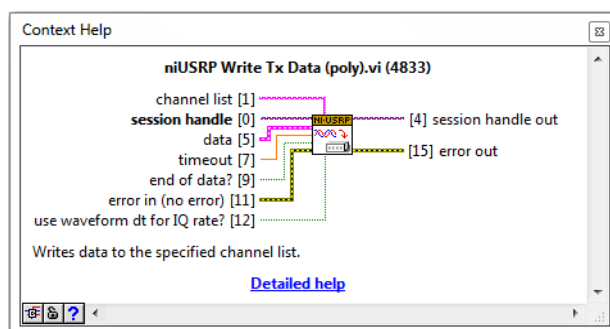 Context Help
niUSRP Write Tx Data (poly).vi (4833)
channel list [1]
session handle [0]
NI-USRP
[4] session handle out
data [5]
timeout [7]
[15] error out
end of data? [9]
error in (no error) [11]
use waveform dt for IQ rate? [12]
Writes data to the specified channel list.
Detailed help
?